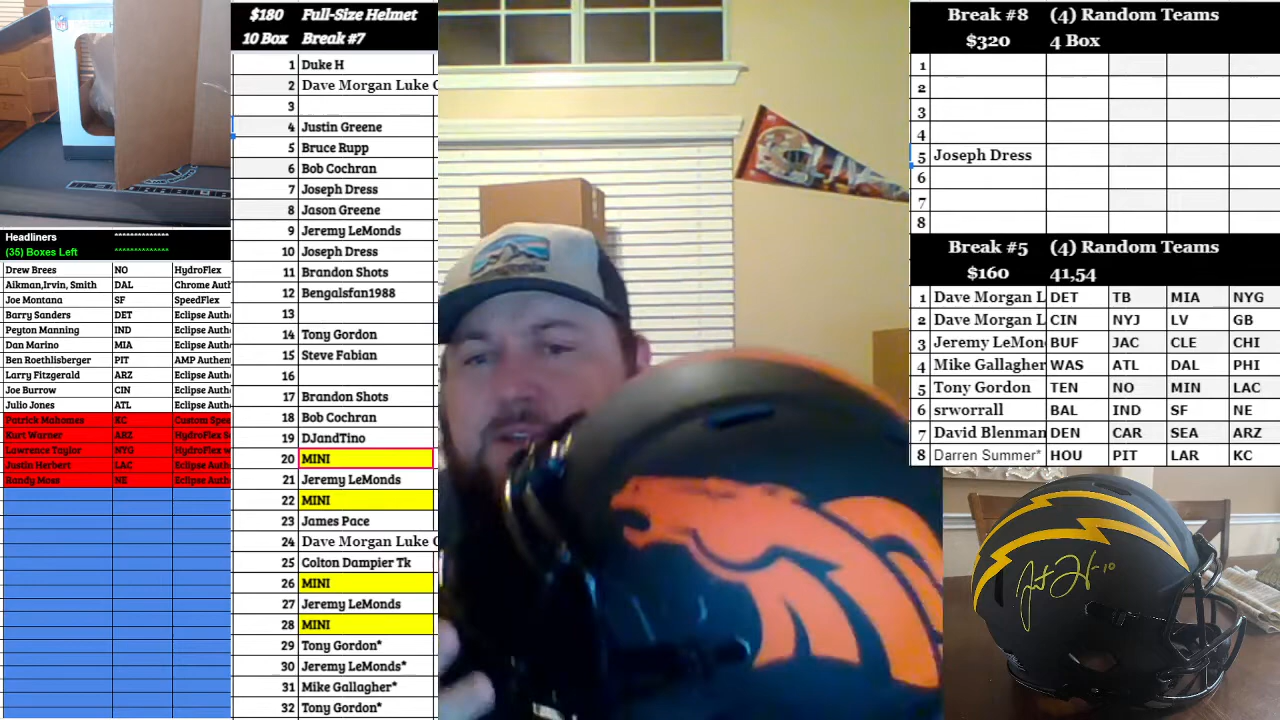 $180 Full-Size Helmet
10 Box Break #7
1 Duke H
2 Dave Morgan Luke
3
4 Justin Greene
5 Bruce Rupp
6 Bob Cochran
7 Joseph Dress
8 Jason Greene
9 Jeremy LeMonds
10 Joseph Dress
11 Brandon Shots
12 Bengalsfan1988
13
14 Tony Gordon
15 Steve Fabian
16
17 Brandon Shots
18 Bob Cochran
19 DJandTino
20 MINI
21 Jeremy LeMonds
22 MINI
23 James Pace
24 Dave Morgan Luke
25 Colton Dampier Tk
26 MINI
27 Jeremy LeMonds
28 MINI
29 Tony Gordon*
30 Jeremy LeMonds*
31 Mike Gallagher*
32 Tony Gordon*
Headliners **************
(35) Boxes Left **************
Drew Brees NO HydroFlex
Aikman,Irvin, Smith DAL Chrome Auth
Joe Montana SF SpeedFlex
Barry Sanders DET Eclipse Auth
Peyton Manning IND Eclipse Auth
Dan Marino MIA Eclipse Auth
Ben Roethlisberger PIT AMP Authen
Larry Fitzgerald ARZ Eclipse Auth
Joe Burrow CIN Eclipse Auth
Julio Jones ATL Eclipse Auth
Patrick Mahomes KC Custom Spee
Kurt Warner ARZ HydroFlex S
Lawrence Taylor NYG HydroFlex w
Justin Herbert LAC Eclipse Auth
Randy Moss NE Eclipse Auth
Break #8 (4) Random Teams
$320 4 Box
1
2
3
4
5 Joseph Dress
6
7
8
Break #5 (4) Random Teams
$160 41,54
1 Dave Morgan L DET TB MIA NYG
2 Dave Morgan L CIN NYJ LV GB
3 Jeremy LeMon BUF JAC CLE CHI
4 Mike Gallagher WAS ATL DAL PHI
5 Tony Gordon TEN NO MIN LAC
6 srworrall BAL IND SF NE
7 David Blenman DEN CAR SEA ARZ
8 Darren Summer* HOU PIT LAR KC